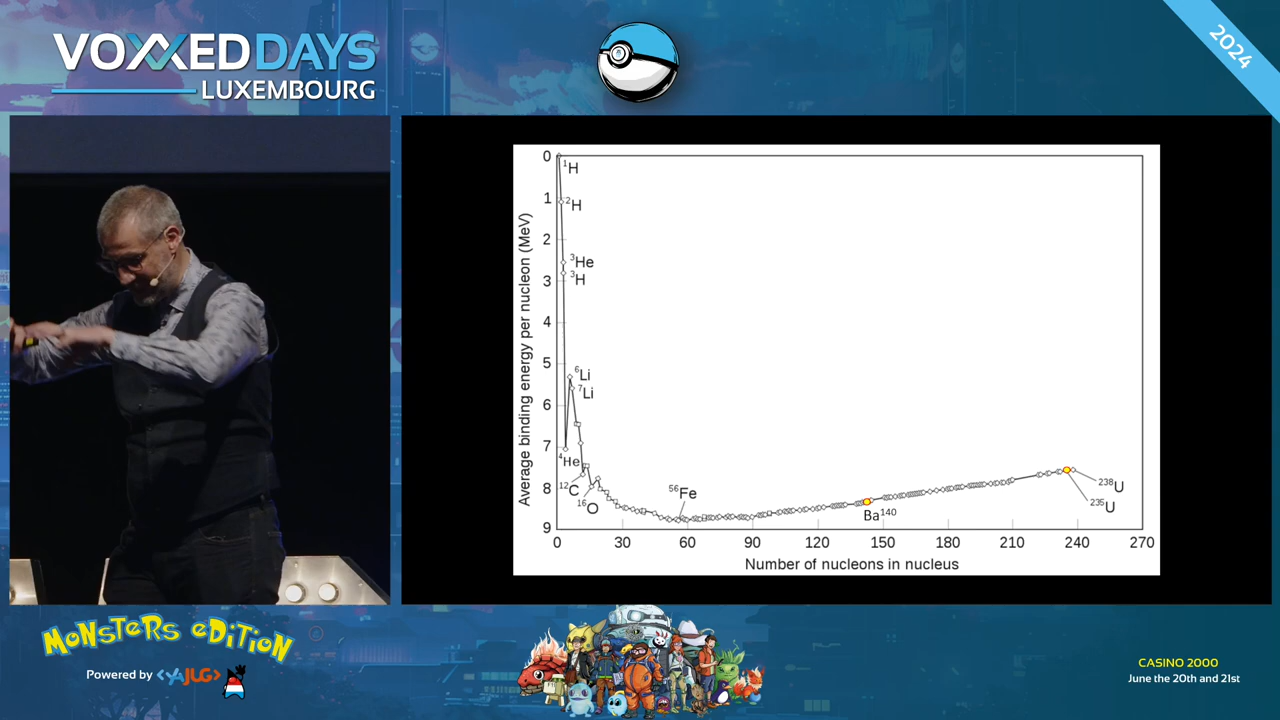 VOXXED DAYS
LUXEMBOURG
2024
Average binding energy per nucleon (MeV)
0
1
2
3
4
5
6
7
8
9
¹H
²H
³He
³H
⁶Li
⁷Li
⁴He
¹²C
¹⁶O
⁵⁶Fe
Ba¹⁴⁰
²³⁸U
²³⁵U
0 30 60 90 120 150 180 210 240 270
Number of nucleons in nucleus
MONSTERS EDITION
Powered by <YAJUG>
CASINO 2000
June the 20th and 21st